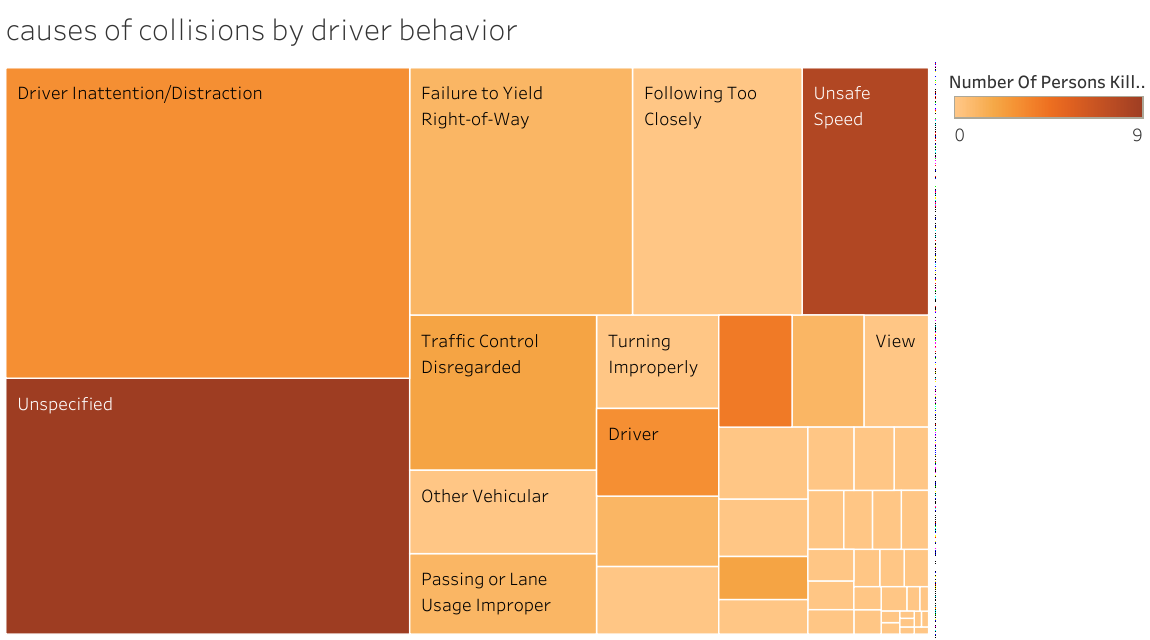 causes of collisions by driver behavior
Driver Inattention/Distraction
Failure to Yield
Right-of-Way
Following Too
Closely
Unsafe
Speed
Number Of Persons Kill..
0
9
Unspecified
Traffic Control
Disregarded
Turning
Improperly
View
Driver
Other Vehicular
Passing or Lane
Usage Improper